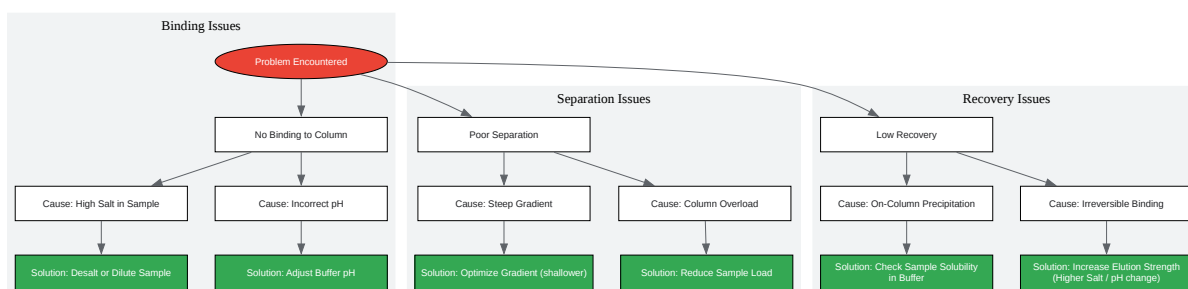 Binding Issues
Problem Encountered
Separation Issues
Recovery Issues
No Binding to Column
Poor Separation
Low Recovery
Cause: High Salt in Sample
Cause: Incorrect pH
Cause: Steep Gradient
Cause: Column Overload
Cause: On-Column Precipitation
Cause: Irreversible Binding
Solution: Desalt or Dilute Sample
Solution: Adjust Buffer pH
Solution: Optimize Gradient (shallower)
Solution: Reduce Sample Load
Solution: Check Sample Solubility
in Buffer
Solution: Increase Elution Strength
(Higher Salt / pH change)